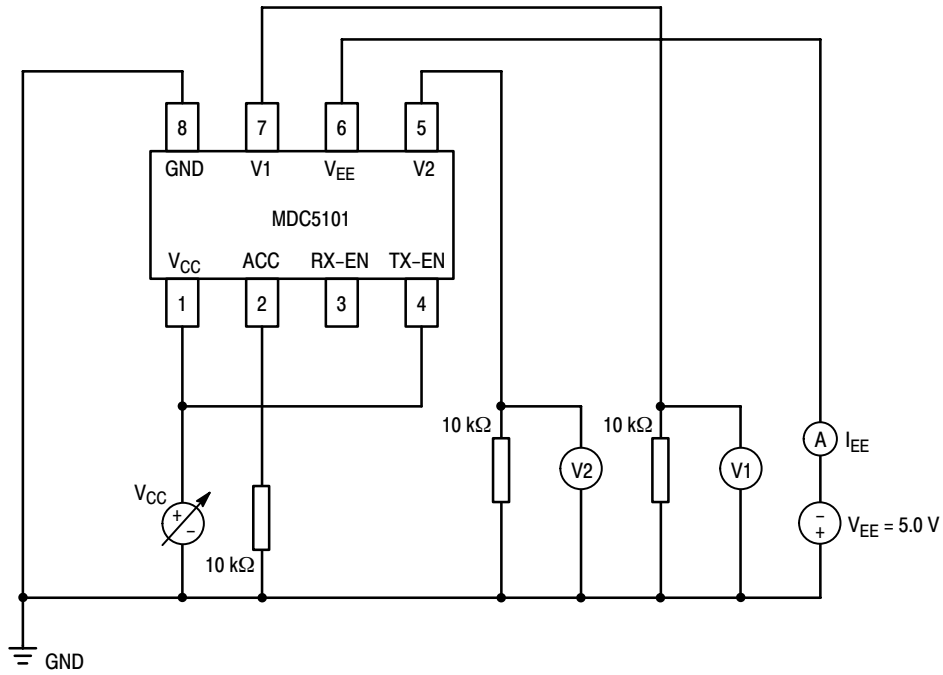 8 7 6 5
GND V1 VEE V2
MDC5101
VCC ACC RX−EN TX−EN
1 2 3 4
10 kΩ 10 kΩ
A IEE
V2 V1
VCC
+ −
− +
VEE = 5.0 V
10 kΩ
GND